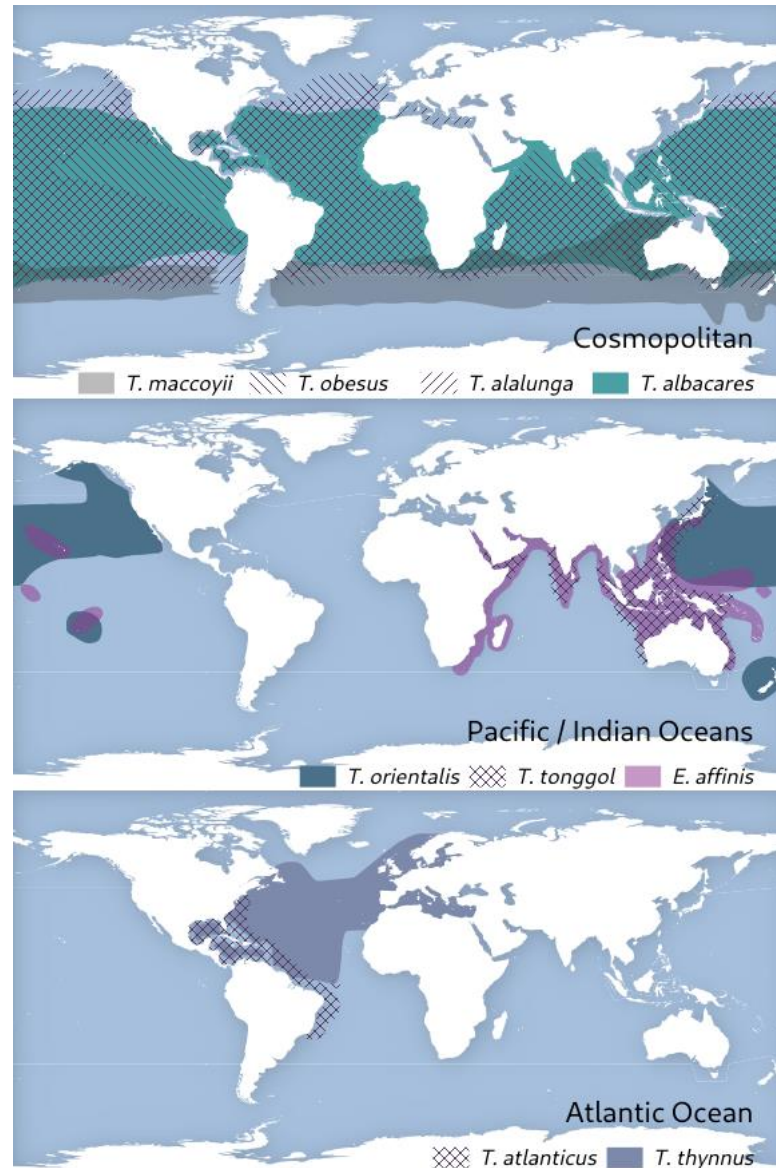 Cosmopolitan
T. maccoyii T. obesus T. alalunga T. albacares
Pacific / Indian Oceans
T. orientalis T. tonggol E. affinis
Atlantic Ocean
T. atlanticus T. thynnus